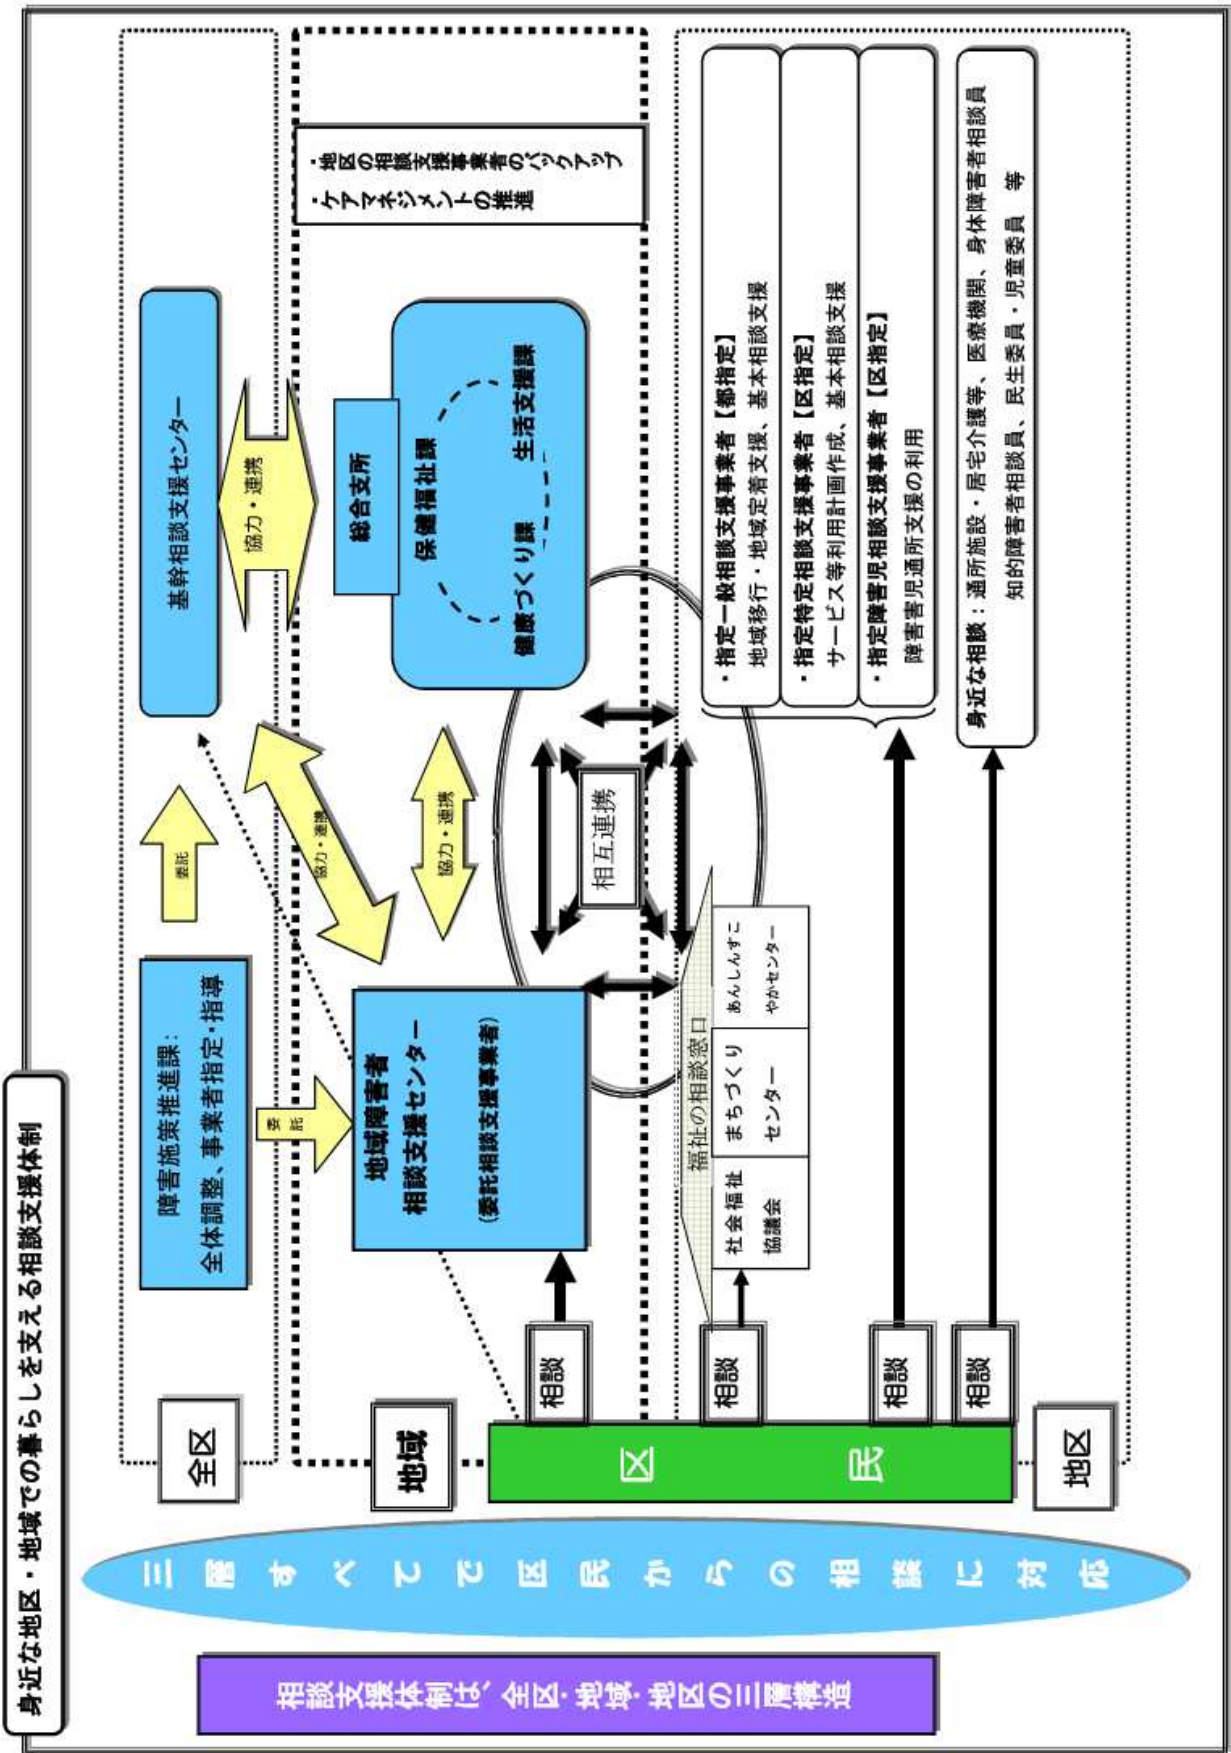 身近な地区・地域での暮らしを支える相談支援体制
全区
障害施策推進課：
全体調整、事業者指定・指導
委託
基幹相談支援センター
委託
協力・連携
協力・連携
地域
地域障害者
相談支援センター
(委託相談支援事業者)
協力・連携
総合支所
保健福祉課
健康づくり課
生活支援課
・地区の相談支援事業者のバックアップ
・ケアマネジメントの推進
相談
相互連携
区民
福祉の相談窓口
相談
社会福祉
協議会
まちづくり
センター
あんしんすこ
やかセンター
・指定一般相談支援事業者【都指定】
地域移行・地域定着支援、基本相談支援
・指定特定相談支援事業者【区指定】
サービス等利用計画作成、基本相談支援
・指定障害児相談支援事業者【区指定】
障害害児通所支援の利用
相談
相談
身近な相談：通所施設・居宅介護等、医療機関、身体障害者相談員
知的障害者相談員、民生委員・児童委員　等
地区
三層すべてで区民からの相談に対応
相談支援体制は、全区・地域・地区の三層構造